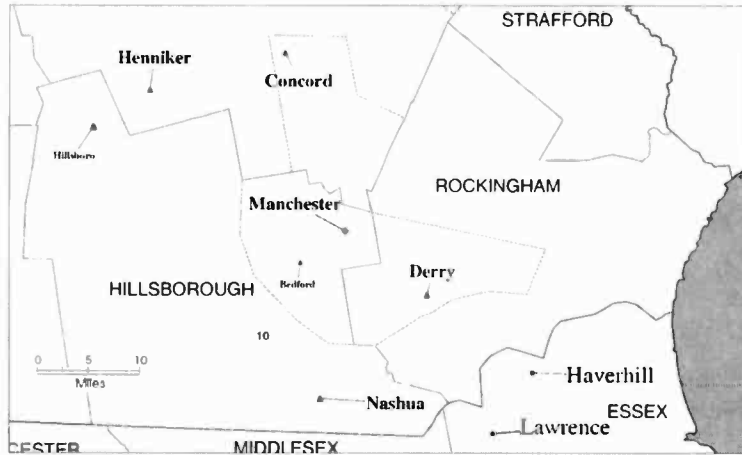 STRAFFORD
Henniker
Concord
Hillsboro
ROCKINGHAM
Manchester
Derry
Bedford
HILLSBOROUGH
10
0 5 10
Miles
Haverhill
Nashua
ESSEX
Lawrence
CESTER
MIDDLESEX